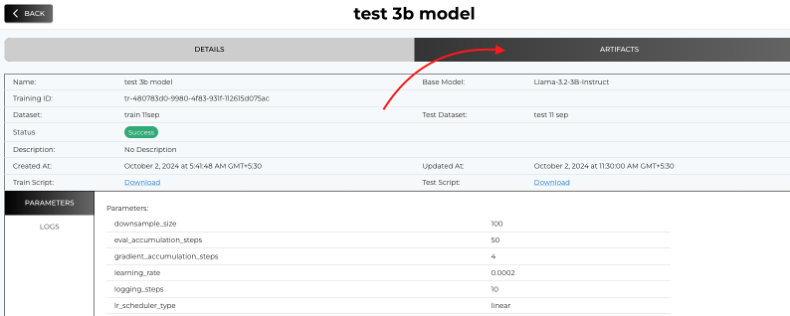 BACK
test 3b model
DETAILS ARTIFACTS
Name: test 3b model Base Model: Llama-3.2-3B-Instruct
Training ID: tr-480783d0-9980-4f83-931f-112615d075ac
Dataset: train 11sep Test Dataset: test 11 sep
Status Success
Description: No Description
Created At: October 2, 2024 at 5:41:48 AM GMT+5:30 Updated At: October 2, 2024 at 11:30:00 AM GMT+5:30
Train Script: Download Test Script: Download
PARAMETERS
LOGS
Parameters:
downsample_size 100
eval_accumulation_steps 50
gradient_accumulation_steps 4
learning_rate 0.0002
logging_steps 10
lr_scheduler_type linear